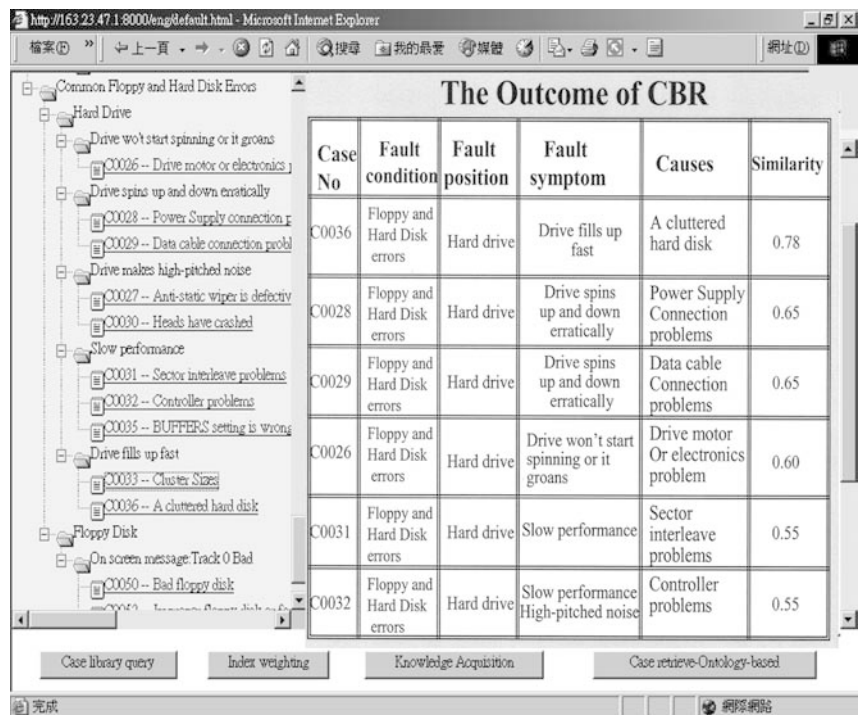 http://163.23.47.1:8000/eng/default.html - Microsoft Internet Explorer
檔案(F) » 上一頁 搜尋 我的最愛 媒體 網址(D)
Common Floppy and Hard Disk Errors
Hard Drive
Drive wo't start spinning or it groans
C0026 -- Drive motor or electronics
Drive spins up and down erratically
C0028 -- Power Supply connection p
C0029 -- Data cable connection probl
Drive makes high-pitched noise
C0027 -- Anti-static wiper is defectiv
C0030 -- Heads have crashed
Slow performance
C0031 -- Sector interleave problems
C0032 -- Controller problems
C0035 -- BUFFERS setting is wrong
Drive fills up fast
C0033 -- Cluster Sizes
C0036 -- A cluttered hard disk
Floppy Disk
On screen message:Track 0 Bad
C0050 -- Bad floppy disk
The Outcome of CBR
Case No Fault condition Fault position Fault symptom Causes Similarity
C0036 Floppy and Hard Disk errors Hard drive Drive fills up fast A cluttered hard disk 0.78
C0028 Floppy and Hard Disk errors Hard drive Drive spins up and down erratically Power Supply Connection problems 0.65
C0029 Floppy and Hard Disk errors Hard drive Drive spins up and down erratically Data cable Connection problems 0.65
C0026 Floppy and Hard Disk errors Hard drive Drive won't start spinning or it groans Drive motor Or electronics problem 0.60
C0031 Floppy and Hard Disk errors Hard drive Slow performance Sector interleave problems 0.55
C0032 Floppy and Hard Disk errors Hard drive Slow performance High-pitched noise Controller problems 0.55
Case library query Index weighting Knowledge Acquisition Case retrieve-Ontology-based
完成 網際網路